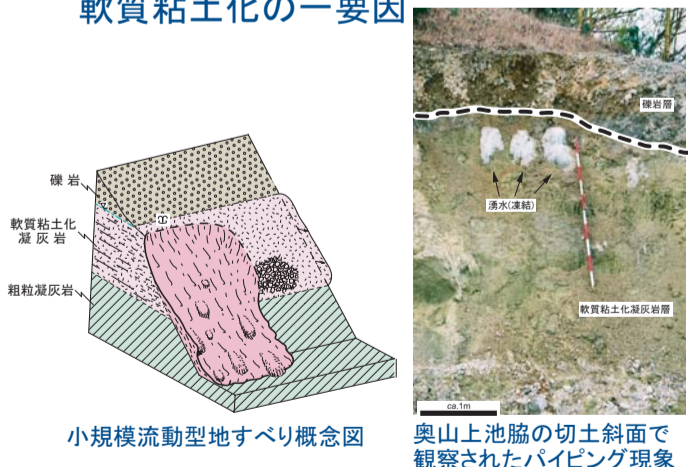 軟質粘土化の一要因
礫岩
軟質粘土化
凝灰岩
粗粒凝灰岩
小規模流動型地すべり概念図
礫岩層
湧水(凍結)
軟質粘土化凝灰岩層
ca.1m
奥山上池脇の切土斜面で
観察されたパイピング現象